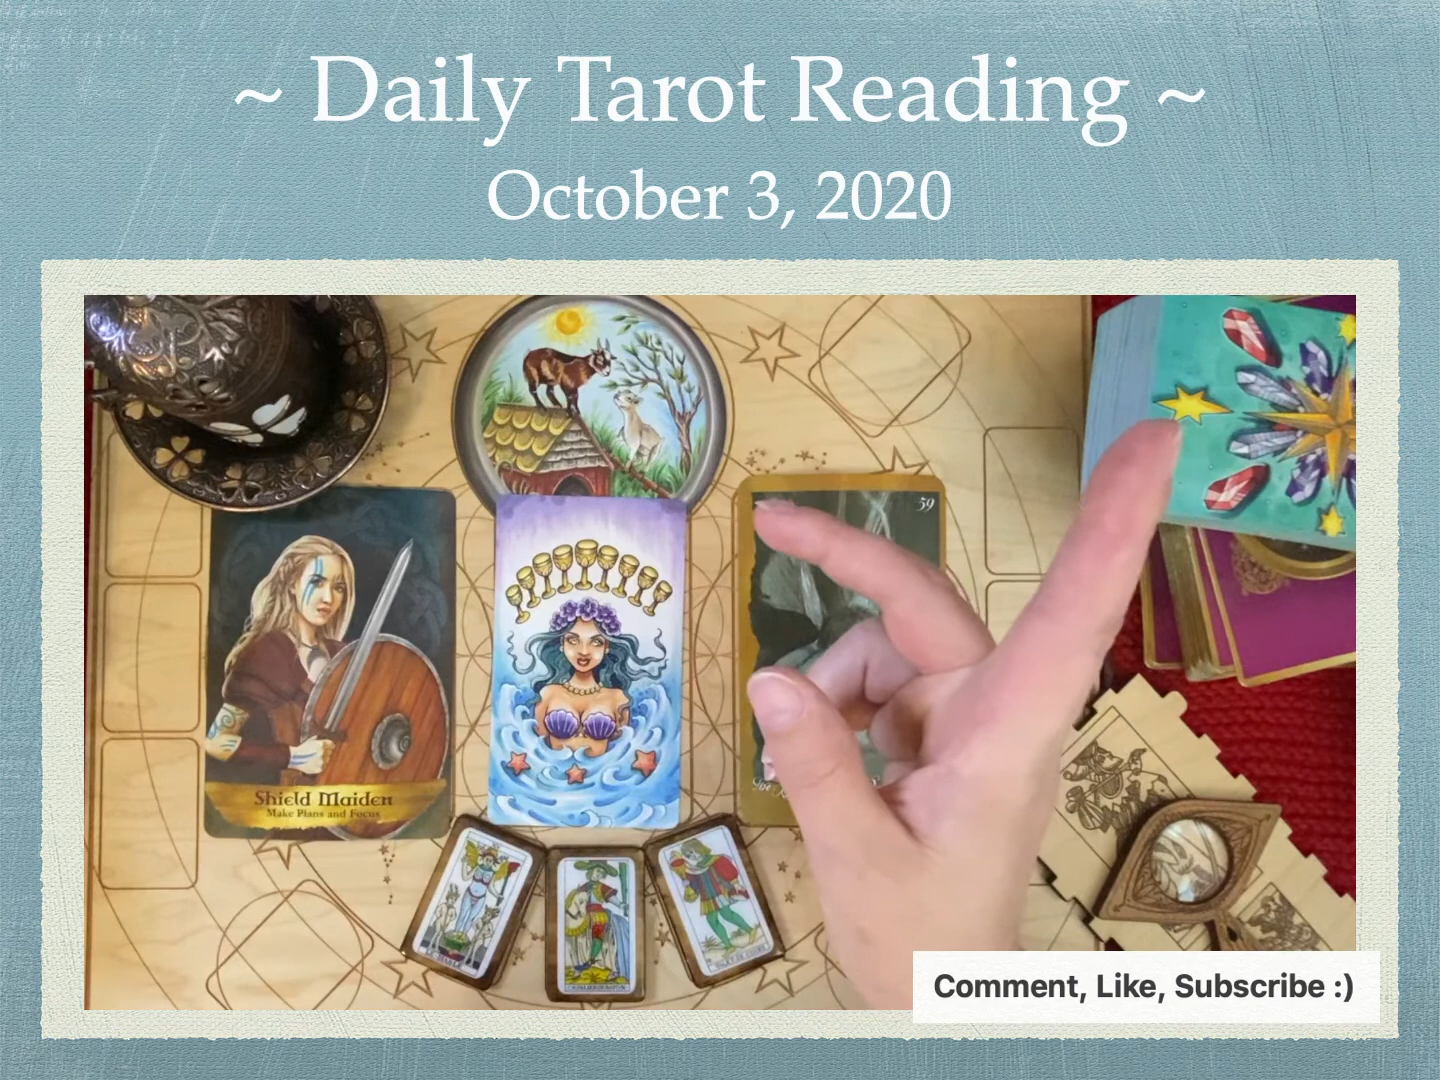 ~ Daily Tarot Reading ~
October 3, 2020
59
Shield Maiden
Make Plans and Focus
Comment, Like, Subscribe :)